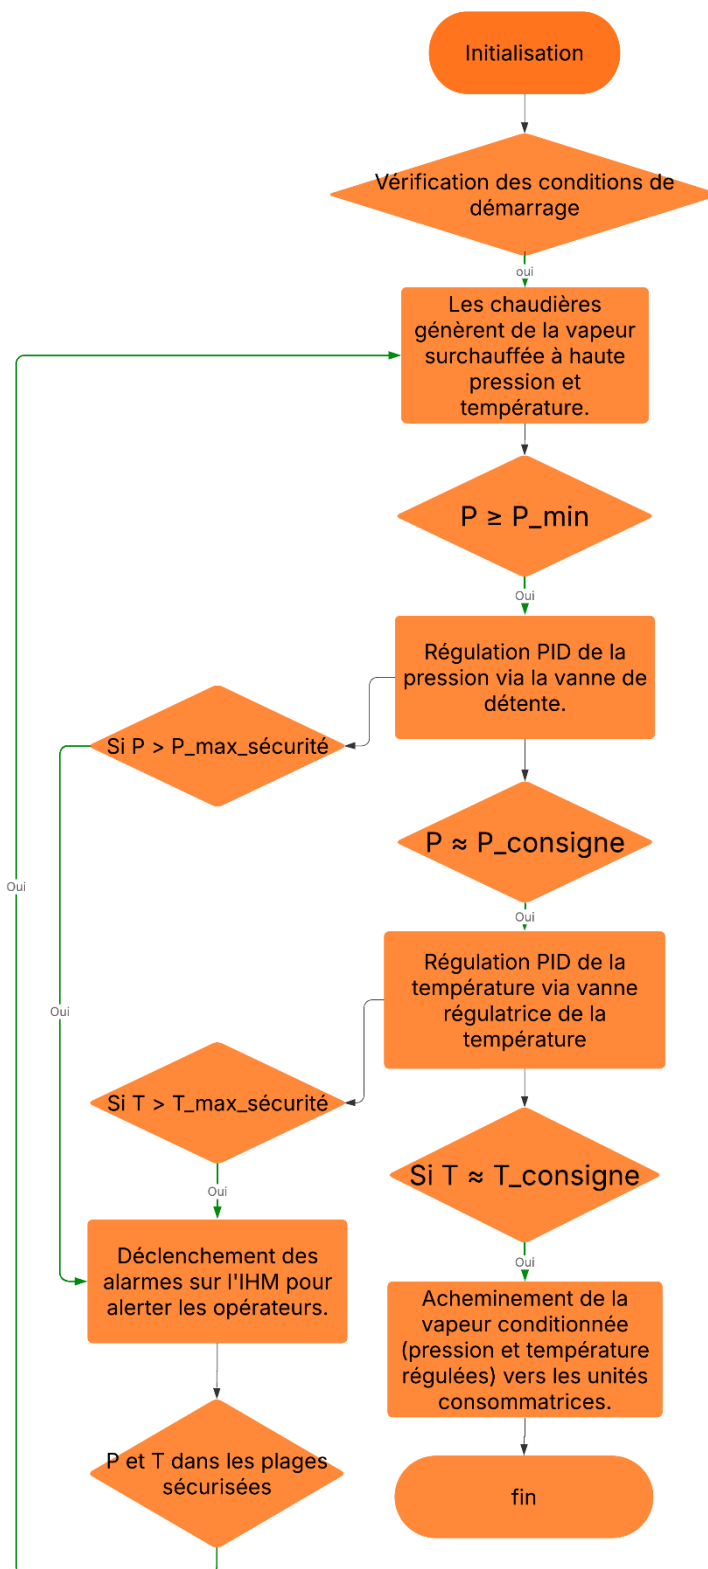 Initialisation
Vérification des conditions de
démarrage
oui
Les chaudières
génèrent de la vapeur
surchauffée à haute
pression et
température.
P ≥ P_min
Oui
Régulation PID de la
pression via la vanne de
détente.
Si P > P_max_sécurité
P ≈ P_consigne
Oui
Oui
Régulation PID de la
température via vanne
régulatrice de la
température
Oui
Si T > T_max_sécurité
Si T ≈ T_consigne
Oui
Déclenchement des
alarmes sur l'IHM pour
alerter les opérateurs.
Oui
Acheminement de la
vapeur conditionnée
(pression et température
régulées) vers les unités
consommatrices.
P et T dans les plages
sécurisées
fin